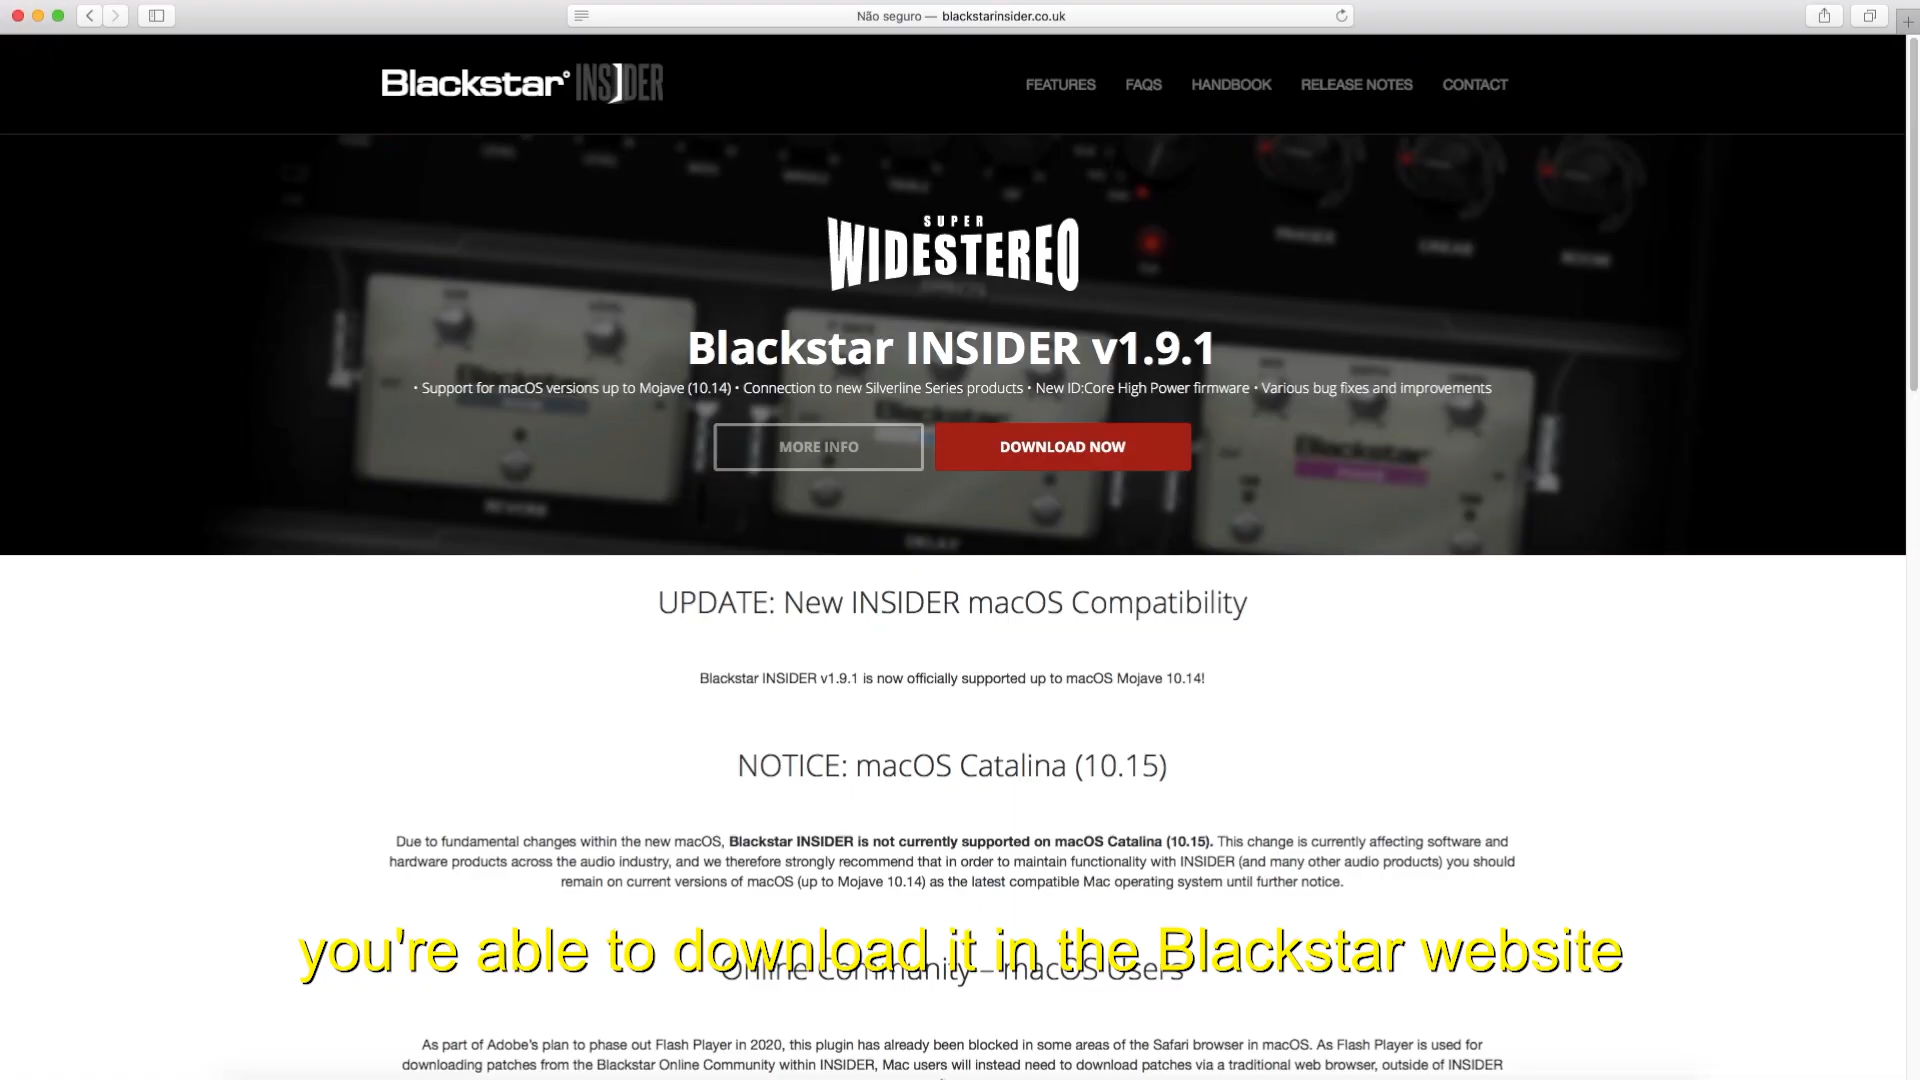 Não seguro — blackstarinsider.co.uk
Blackstar INSIDER
FEATURES FAQS HANDBOOK RELEASE NOTES CONTACT
SUPER
WIDESTEREO
Blackstar INSIDER v1.9.1
• Support for macOS versions up to Mojave (10.14) • Connection to new Silverline Series products • New ID:Core High Power firmware • Various bug fixes and improvements
MORE INFO DOWNLOAD NOW
Blackstar Blackstar Blackstar
REVERB
DELAY
UPDATE: New INSIDER macOS Compatibility
Blackstar INSIDER v1.9.1 is now officially supported up to macOS Mojave 10.14!
NOTICE: macOS Catalina (10.15)
Due to fundamental changes within the new macOS, Blackstar INSIDER is not currently supported on macOS Catalina (10.15). This change is currently affecting software and
hardware products across the audio industry, and we therefore strongly recommend that in order to maintain functionality with INSIDER (and many other audio products) you should
remain on current versions of macOS (up to Mojave 10.14) as the latest compatible Mac operating system until further notice.
you're able to download it in the Blackstar website
Online Community – macOS Users
As part of Adobe's plan to phase out Flash Player in 2020, this plugin has already been blocked in some areas of the Safari browser in macOS. As Flash Player is used for
downloading patches from the Blackstar Online Community within INSIDER, Mac users will instead need to download patches via a traditional web browser, outside of INSIDER